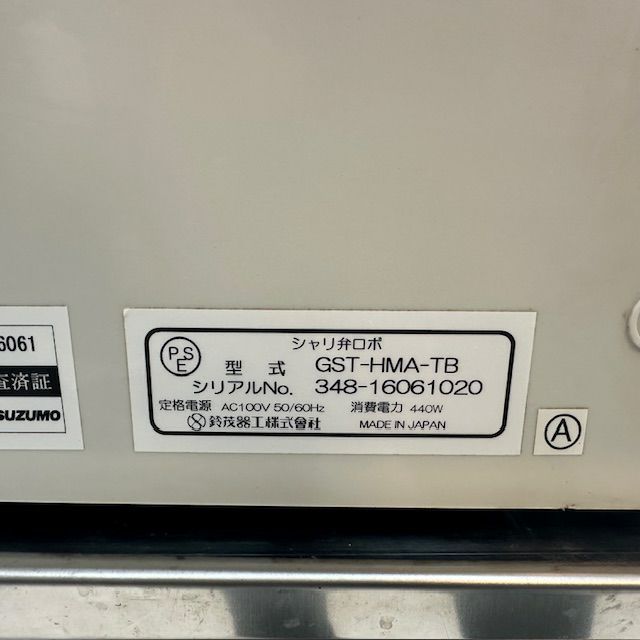 6061
査済証
SUZUMO
PSE
シャリ弁ロボ
型式 GST-HMA-TB
シリアルNo. 348-16061020
定格電源 AC100V 50/60Hz 消費電力 440W
鈴茂器工株式會社 MADE IN JAPAN
A